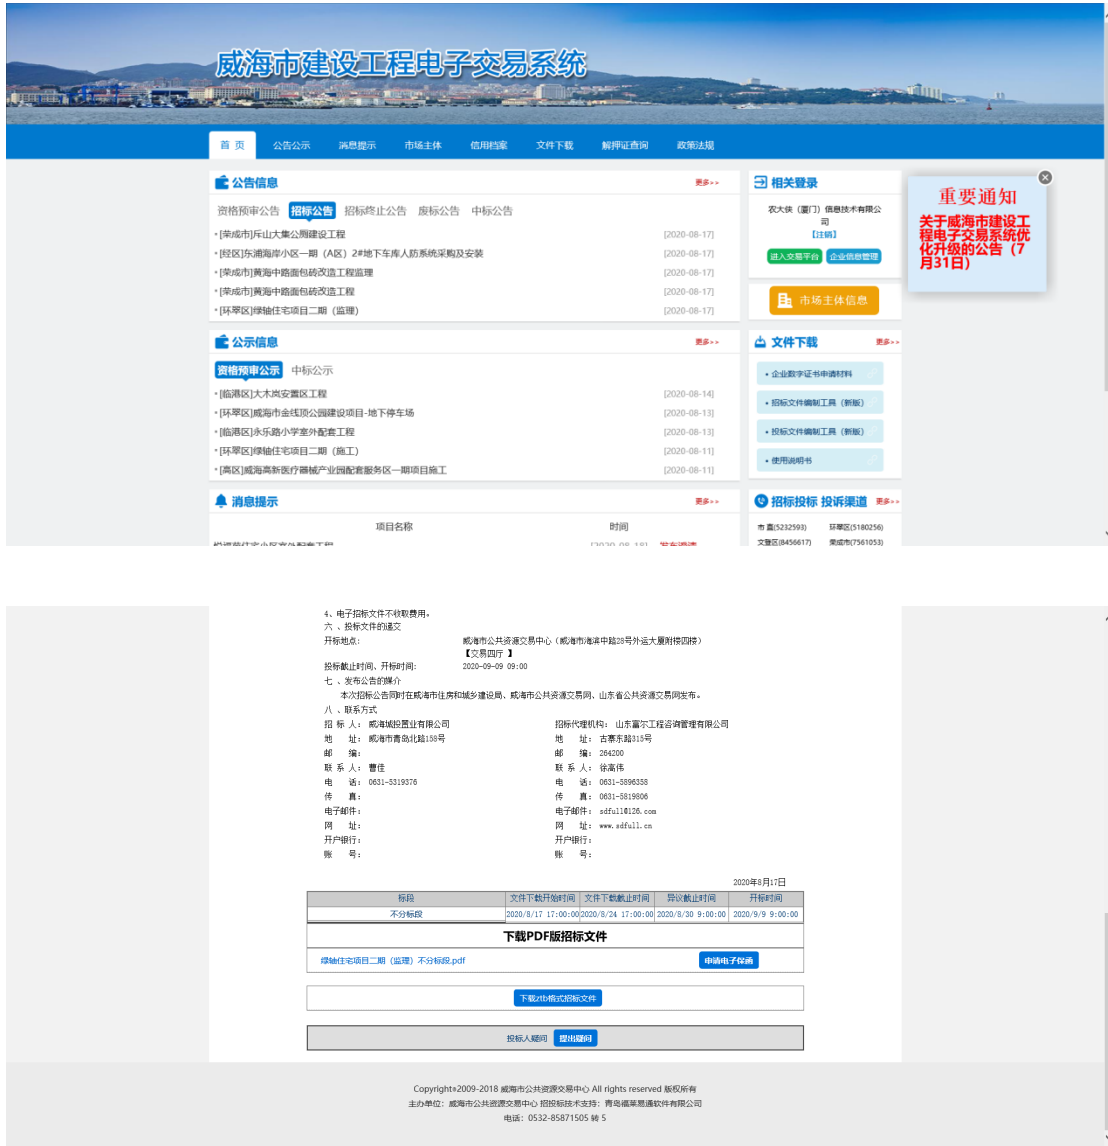 威海市建设工程电子交易系统
首 页 公告公示 消息提示 市场主体 信用档案 文件下载 解押证查询 政策法规
公告信息 更多>>
资格预审公告 招标公告 招标终止公告 废标公告 中标公告
[荣成市]斥山大集公厕建设工程 [2020-08-17]
[经区]东浦海岸小区一期（A区）2#地下车库人防系统采购及安装 [2020-08-17]
[荣成市]黄海中路面包砖改造工程监理 [2020-08-17]
[荣成市]黄海中路面包砖改造工程 [2020-08-17]
[环翠区]绿轴住宅项目二期（监理） [2020-08-17]
相关登录
农大侠（厦门）信息技术有限公
司
【注销】
进入交易平台 企业信息管理
市场主体信息
重要通知
关于威海市建设工
程电子交易系统优
化升级的公告（7
月31日）
公示信息 更多>>
资格预审公示 中标公示
[临港区]大木岚安置区工程 [2020-08-14]
[环翠区]威海市金线顶公园建设项目-地下停车场 [2020-08-13]
[临港区]永乐路小学室外配套工程 [2020-08-13]
[环翠区]绿轴住宅项目二期（施工） [2020-08-11]
[高区]威海高新医疗器械产业园配套服务区一期项目施工 [2020-08-11]
文件下载 更多>>
企业数字证书申请材料
招标文件编制工具（新版）
投标文件编制工具（新版）
使用说明书
消息提示 更多>>
项目名称 时间
[2020-08-18]
招标投标 投诉渠道 更多>>
市 直(5232593) 环翠区(5180256)
文登区(8456617) 荣成市(7561053)
4、电子招标文件不收取费用。
六 、投标文件的递交
开标地点: 威海市公共资源交易中心（威海市海滨中路28号外运大厦附楼四楼）
【交易四厅 】
投标截止时间、开标时间: 2020-09-09 09:00
七 、发布公告的媒介
本次招标公告同时在威海市住房和城乡建设局、威海市公共资源交易网、山东省公共资源交易网发布。
八 、联系方式
招 标 人： 威海城投置业有限公司 招标代理机构： 山东富尔工程咨询管理有限公司
地 址： 威海市青岛北路158号 地 址： 古寨东路315号
邮 编： 邮 编： 264200
联 系 人： 曹佳 联 系 人： 徐高伟
电 话： 0631-5319376 电 话： 0631-5896358
传 真： 传 真： 0631-5819806
电子邮件： 电子邮件： sdfull@126.com
网 址： 网 址： www.sdfull.cn
开户银行： 开户银行：
账 号： 账 号：
2020年8月17日
标段 文件下载开始时间 文件下载截止时间 异议截止时间 开标时间
不分标段 2020/8/17 17:00:00 2020/8/24 17:00:00 2020/8/30 9:00:00 2020/9/9 9:00:00
下载PDF版招标文件
绿轴住宅项目二期（监理）不分标段.pdf 申请电子保函
下载ztb格式招标文件
投标人疑问 提出疑问
Copyright©2009-2018 威海市公共资源交易中心 All rights reserved 版权所有
主办单位：威海市公共资源交易中心 招投标技术支持：青岛福莱易通软件有限公司
电话：0532-85871505 转 5